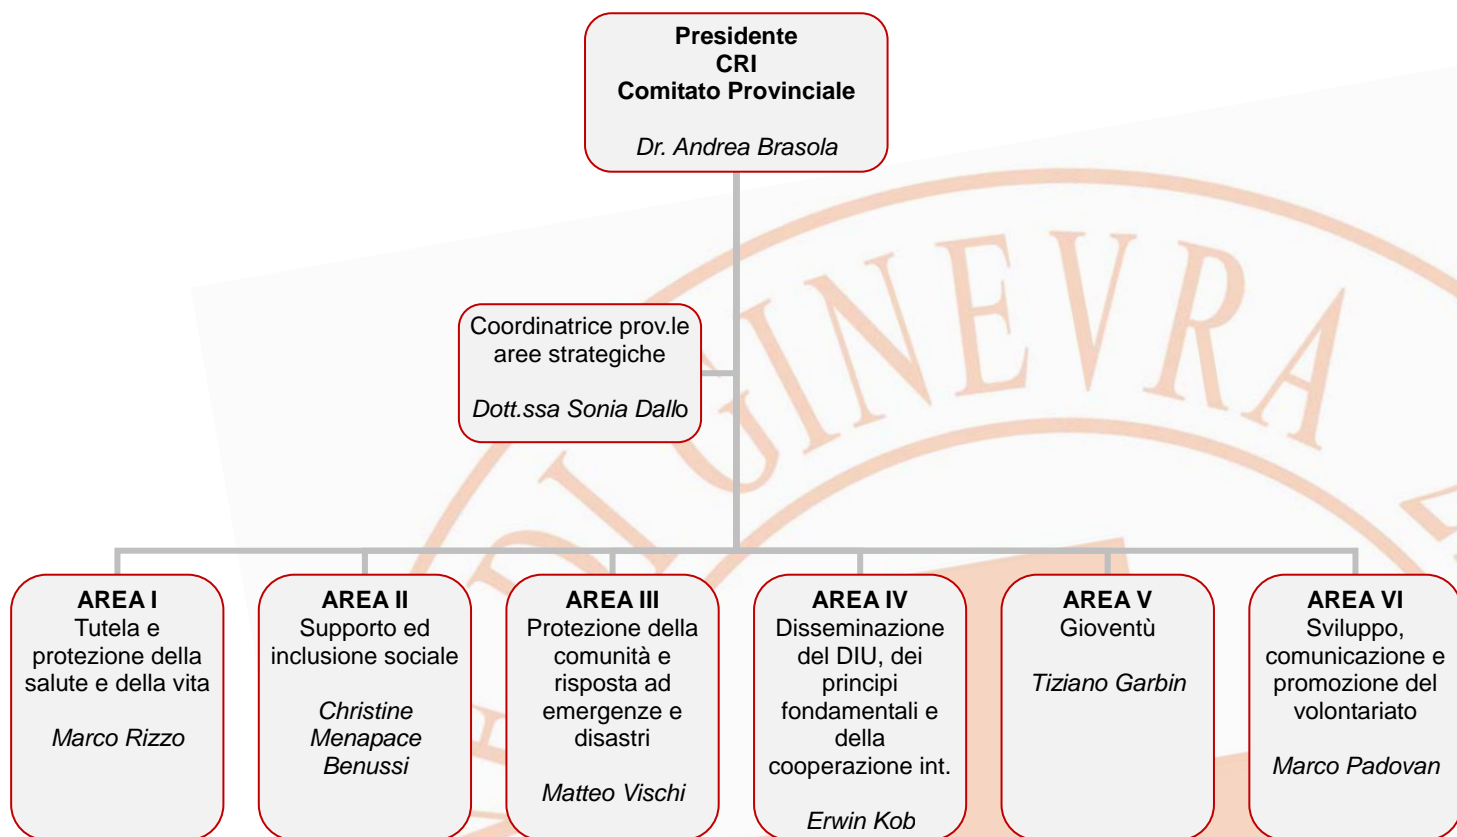 Presidente
CRI
Comitato Provinciale
Dr. Andrea Brasola
Coordinatrice prov.le
aree strategiche
Dott.ssa Sonia Dallo
AREA I
Tutela e
protezione della
salute e della vita
Marco Rizzo
AREA II
Supporto ed
inclusione sociale
Christine
Menapace
Benussi
AREA III
Protezione della
comunità e
risposta ad
emergenze e
disastri
Matteo Vischi
AREA IV
Disseminazione
del DIU, dei
principi
fondamentali e
della
cooperazione int.
Erwin Kob
AREA V
Gioventù
Tiziano Garbin
AREA VI
Sviluppo,
comunicazione e
promozione del
volontariato
Marco Padovan
DI GINEVRA